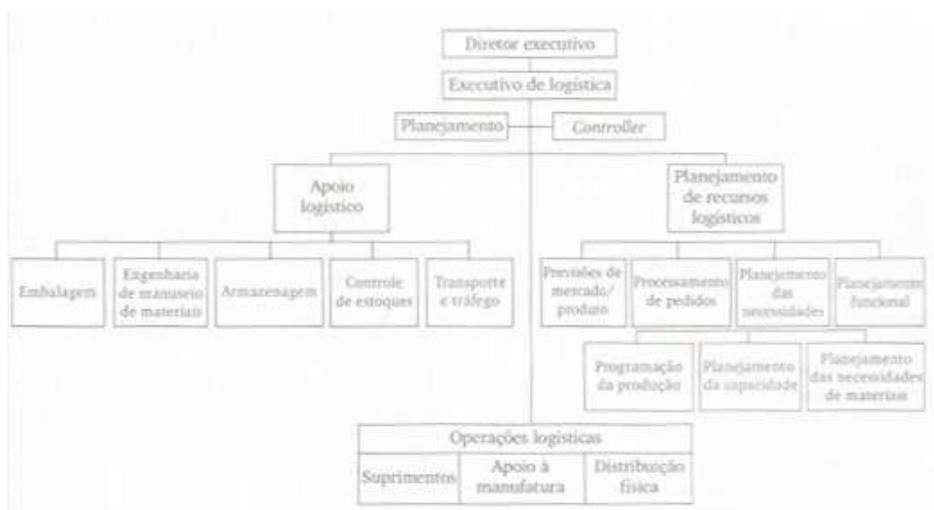 Diretor executivo
Executivo de logística
Planejamento
Controller
Apoio
logístico
Planejamento
de recursos
logísticos
Embalagem
Engenharia
de manuseio
de materiais
Armazenagem
Controle
de estoques
Transporte
e tráfego
Previsões de
mercado/
produto
Processamento
de pedidos
Planejamento
das
necessidades
Planejamento
funcional
Programação
da produção
Planejamento
da capacidade
Planejamento
das necessidades
de materiais
Operações logísticas
Suprimentos
Apoio à
manufatura
Distribuição
física